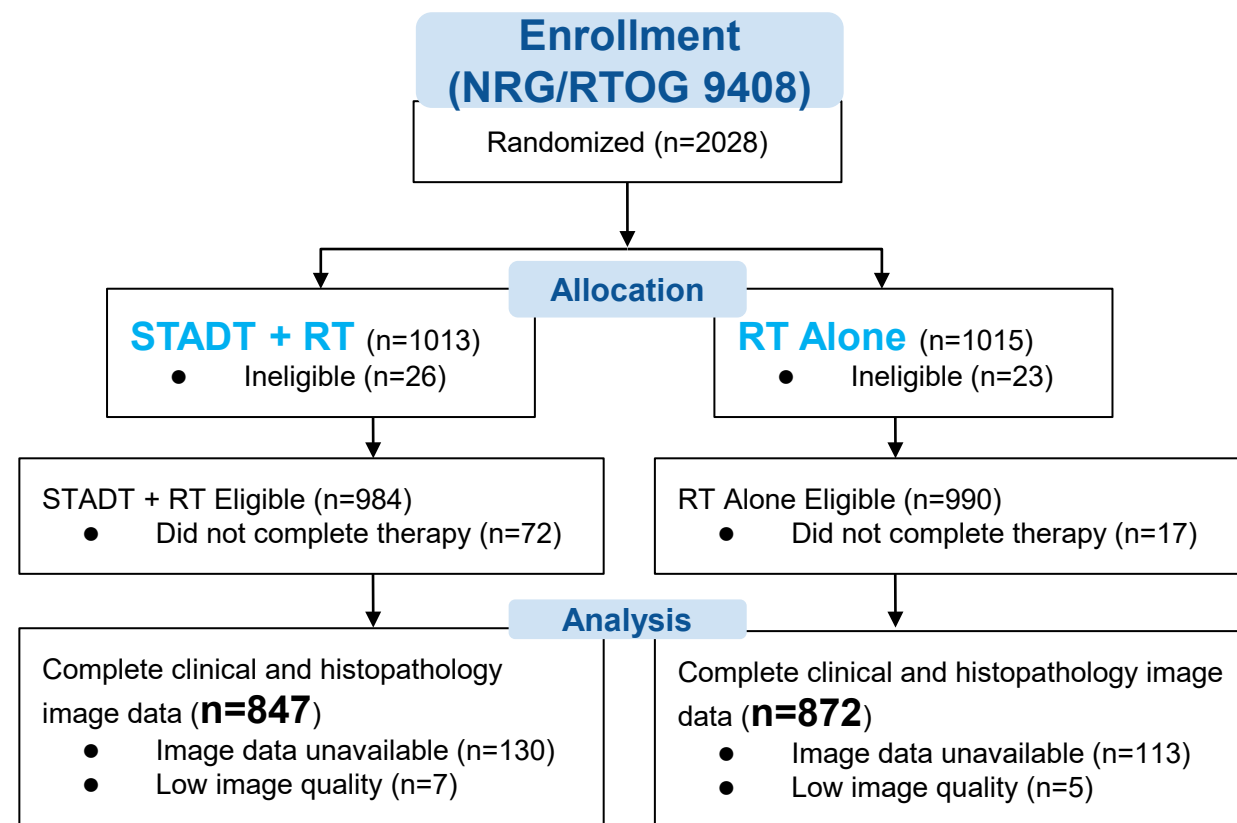 Enrollment
(NRG/RTOG 9408)
Randomized (n=2028)
Allocation
STADT + RT (n=1013)
● Ineligible (n=26)
RT Alone (n=1015)
● Ineligible (n=23)
STADT + RT Eligible (n=984)
● Did not complete therapy (n=72)
RT Alone Eligible (n=990)
● Did not complete therapy (n=17)
Analysis
Complete clinical and histopathology
image data (n=847)
● Image data unavailable (n=130)
● Low image quality (n=7)
Complete clinical and histopathology image
data (n=872)
● Image data unavailable (n=113)
● Low image quality (n=5)